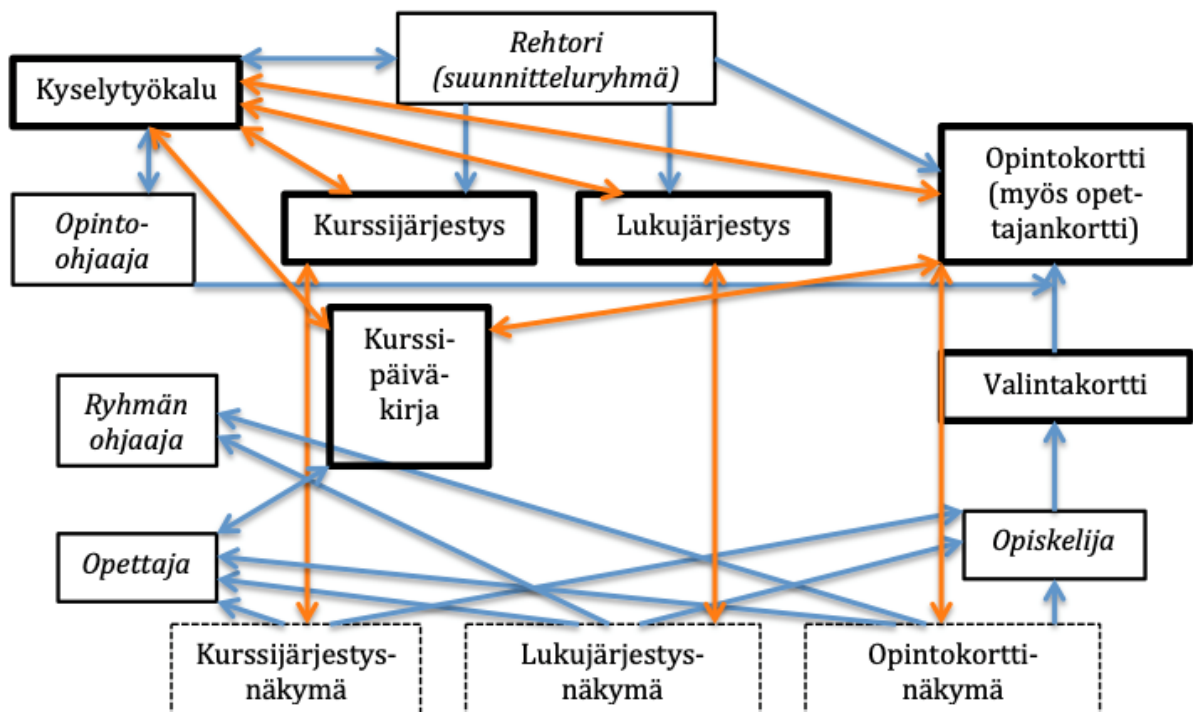 Rehtori
(suunnitteluryhmä)
Kyselytyökalu
Opintokortti
(myös opet-
tajankortti)
Opinto-
ohjaaja
Kurssijärjestys
Lukujärjestys
Kurssi-
päivä-
kirja
Valintakortti
Ryhmän
ohjaaja
Opettaja
Opiskelija
Kurssijärjestys-
näkymä
Lukujärjestys-
näkymä
Opintokortti-
näkymä